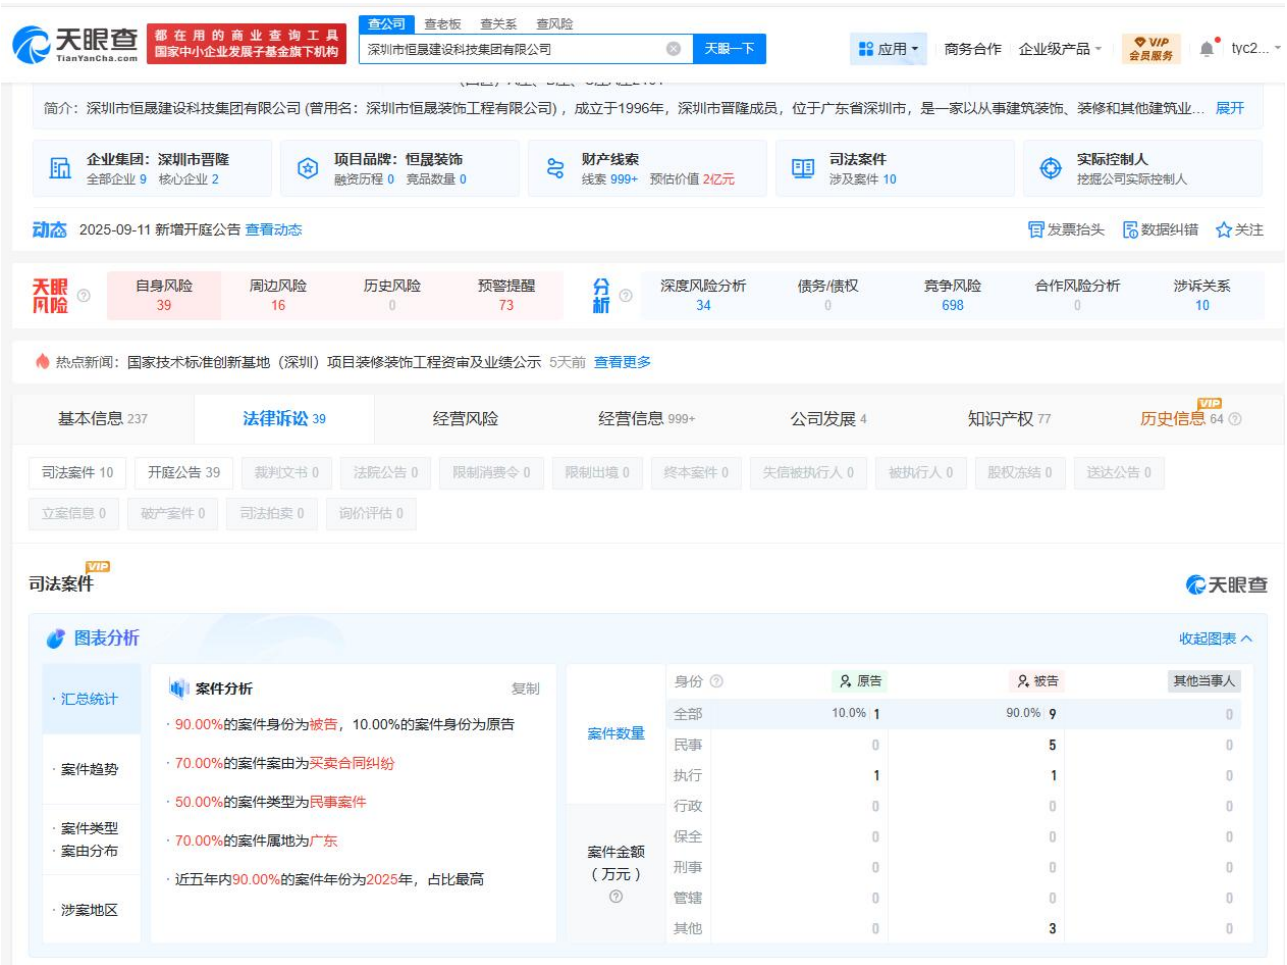 天眼查
TianYanCha.com
都在用的商业查询工具
国家中小企业发展子基金旗下机构
查公司 查老板 查关系 查风险
深圳市恒晟建设科技集团有限公司
天眼一下
应用 商务合作 企业级产品 VIP 会员服务 tyc2...
简介：深圳市恒晟建设科技集团有限公司 (曾用名：深圳市恒晟装饰工程有限公司) ，成立于1996年，深圳市晋隆成员，位于广东省深圳市，是一家以从事建筑装饰、装修和其他建筑业... 展开
企业集团：深圳市晋隆
全部企业 9 核心企业 2
项目品牌：恒晟装饰
融资历程 0 竞品数量 0
财产线索
线索 999+ 预估价值 2亿元
司法案件
涉及案件 10
实际控制人
挖掘公司实际控制人
动态 2025-09-11 新增开庭公告 查看动态 发票抬头 数据纠错 关注
天眼风险
自身风险 39
周边风险 16
历史风险 0
预警提醒 73
分析
深度风险分析 34
债务/债权 0
竞争风险 698
合作风险分析 0
涉诉关系 10
热点新闻：国家技术标准创新基地（深圳）项目装修装饰工程资审及业绩公示 5天前 查看更多
基本信息 237 法律诉讼 39 经营风险 经营信息 999+ 公司发展 4 知识产权 77 历史信息 64 VIP
司法案件 10 开庭公告 39 裁判文书 0 法院公告 0 限制消费令 0 限制出境 0 终本案件 0 失信被执行人 0 被执行人 0 股权冻结 0 送达公告 0
立案信息 0 破产案件 0 司法拍卖 0 询价评估 0
司法案件 VIP
天眼查
图表分析 收起图表
· 汇总统计
· 案件趋势
· 案件类型
· 案由分布
· 涉案地区
案件分析 复制
· 90.00%的案件身份为被告，10.00%的案件身份为原告
· 70.00%的案件案由为买卖合同纠纷
· 50.00%的案件类型为民事案件
· 70.00%的案件属地为广东
· 近五年内90.00%的案件年份为2025年，占比最高
案件数量
案件金额
（万元）
身份 原告 被告 其他当事人
全部 10.0% 1 90.0% 9 0
民事 0 5 0
执行 1 1 0
行政 0 0 0
保全 0 0 0
刑事 0 0 0
管辖 0 0 0
其他 0 3 0